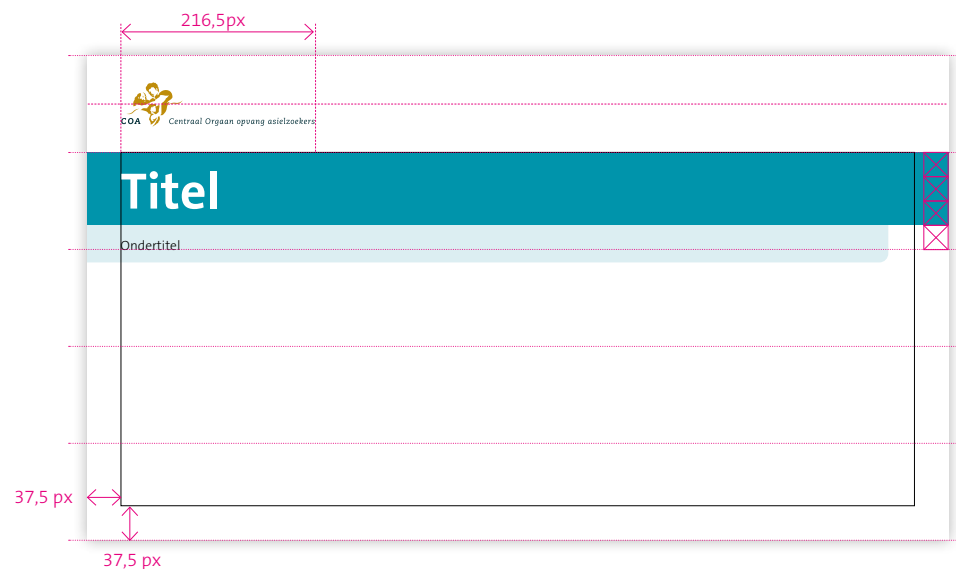 216,5px
COA Centraal Orgaan opvang asielzoekers
Titel
Ondertitel
37,5 px
37,5 px